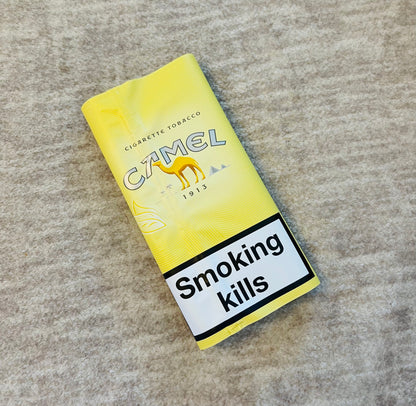 CIGARETTE TOBACCO
CAMEL
1913
Smoking
kills